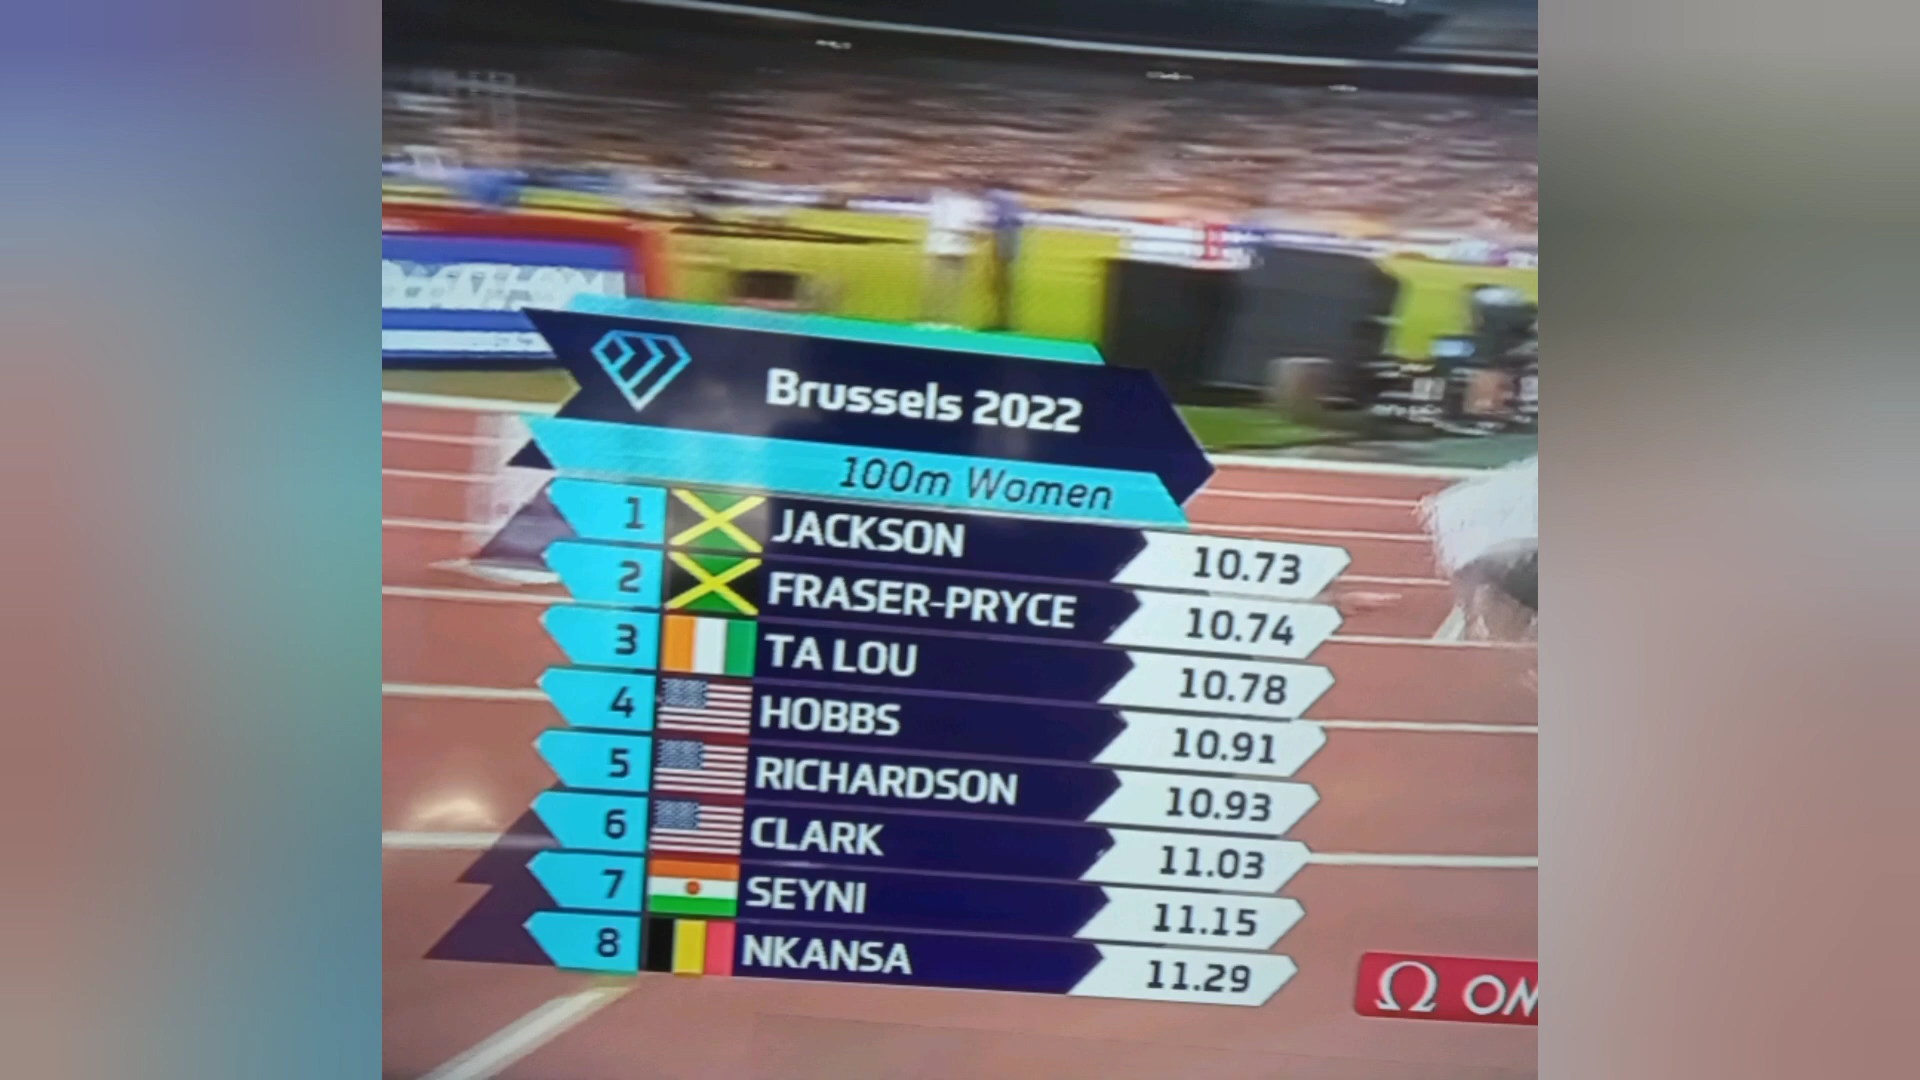 Brussels 2022
100m Women
1 JACKSON 10.73
2 FRASER-PRYCE 10.74
3 TA LOU 10.78
4 HOBBS 10.91
5 RICHARDSON 10.93
6 CLARK 11.03
7 SEYNI 11.15
8 NKANSA 11.29
Ω OM